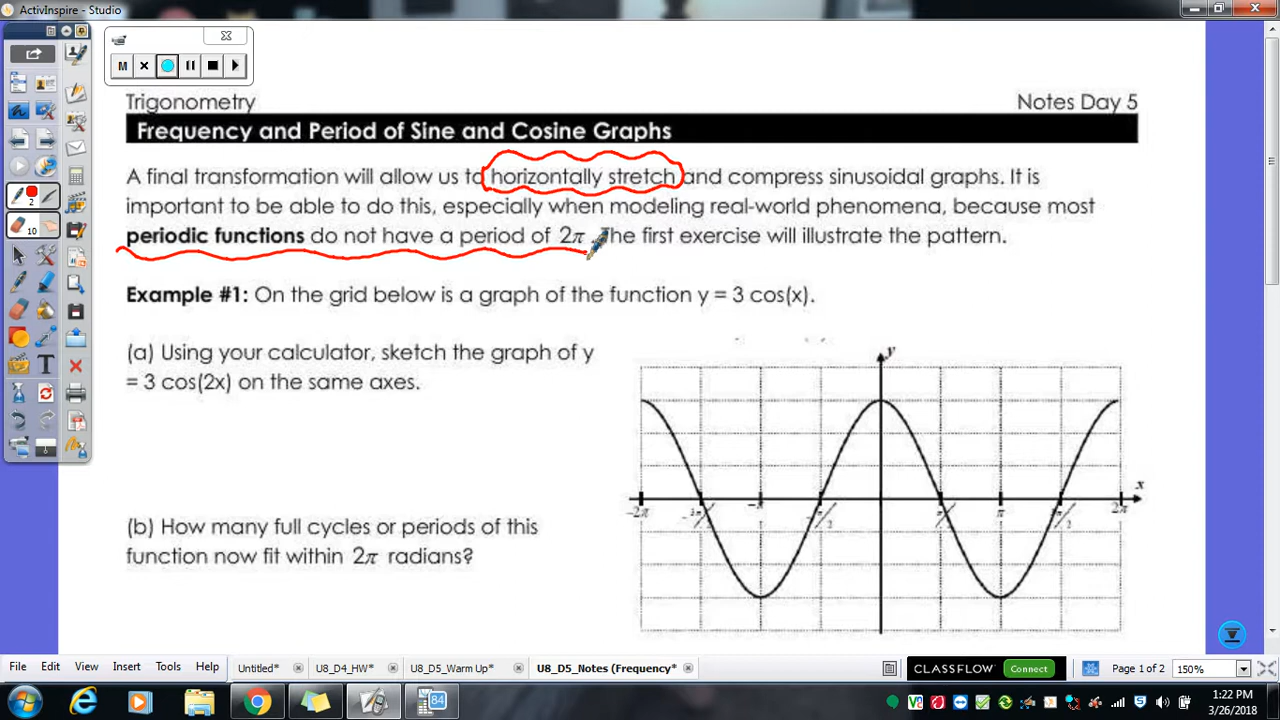 ActivInspire - Studio
M
Trigonometry
Notes Day 5
Frequency and Period of Sine and Cosine Graphs
A final transformation will allow us to horizontally stretch and compress sinusoidal graphs. It is
important to be able to do this, especially when modeling real-world phenomena, because most
periodic functions do not have a period of 2π The first exercise will illustrate the pattern.
Example #1: On the grid below is a graph of the function y = 3 cos(x).
(a) Using your calculator, sketch the graph of y
= 3 cos(2x) on the same axes.
(b) How many full cycles or periods of this
function now fit within 2π radians?
y
x
-2π
-π
π
2π
2
10
T
File Edit View Insert Tools Help
Untitled*
U8_D4_HW*
U8_D5_Warm Up*
U8_D5_Notes (Frequency*
CLASSFLOW
Connect
Page 1 of 2
150%
84
1:22 PM
3/26/2018